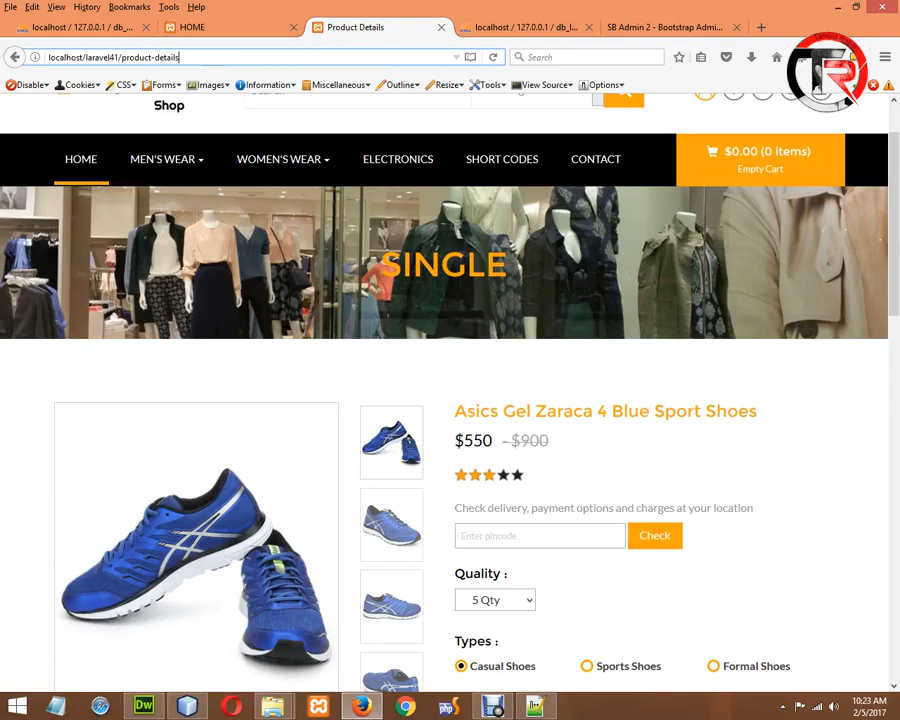 File Edit View History Bookmarks Tools Help
localhost / 127.0.0.1 / db_... HOME Product Details localhost / 127.0.0.1 / db_l... SB Admin 2 - Bootstrap Admi...
localhost/laravel41/product-details Search
Disable Cookies CSS Forms Images Information Miscellaneous Outline Resize Tools View Source Options
Shop
HOME MEN'S WEAR WOMEN'S WEAR ELECTRONICS SHORT CODES CONTACT
$0.00 (0 items)
Empty Cart
SINGLE
Asics Gel Zaraca 4 Blue Sport Shoes
$550 - $900
Check delivery, payment options and charges at your location
Enter pincode Check
Quality :
5 Qty
Types :
Casual Shoes Sports Shoes Formal Shoes
Dw php
10:23 AM
2/5/2017